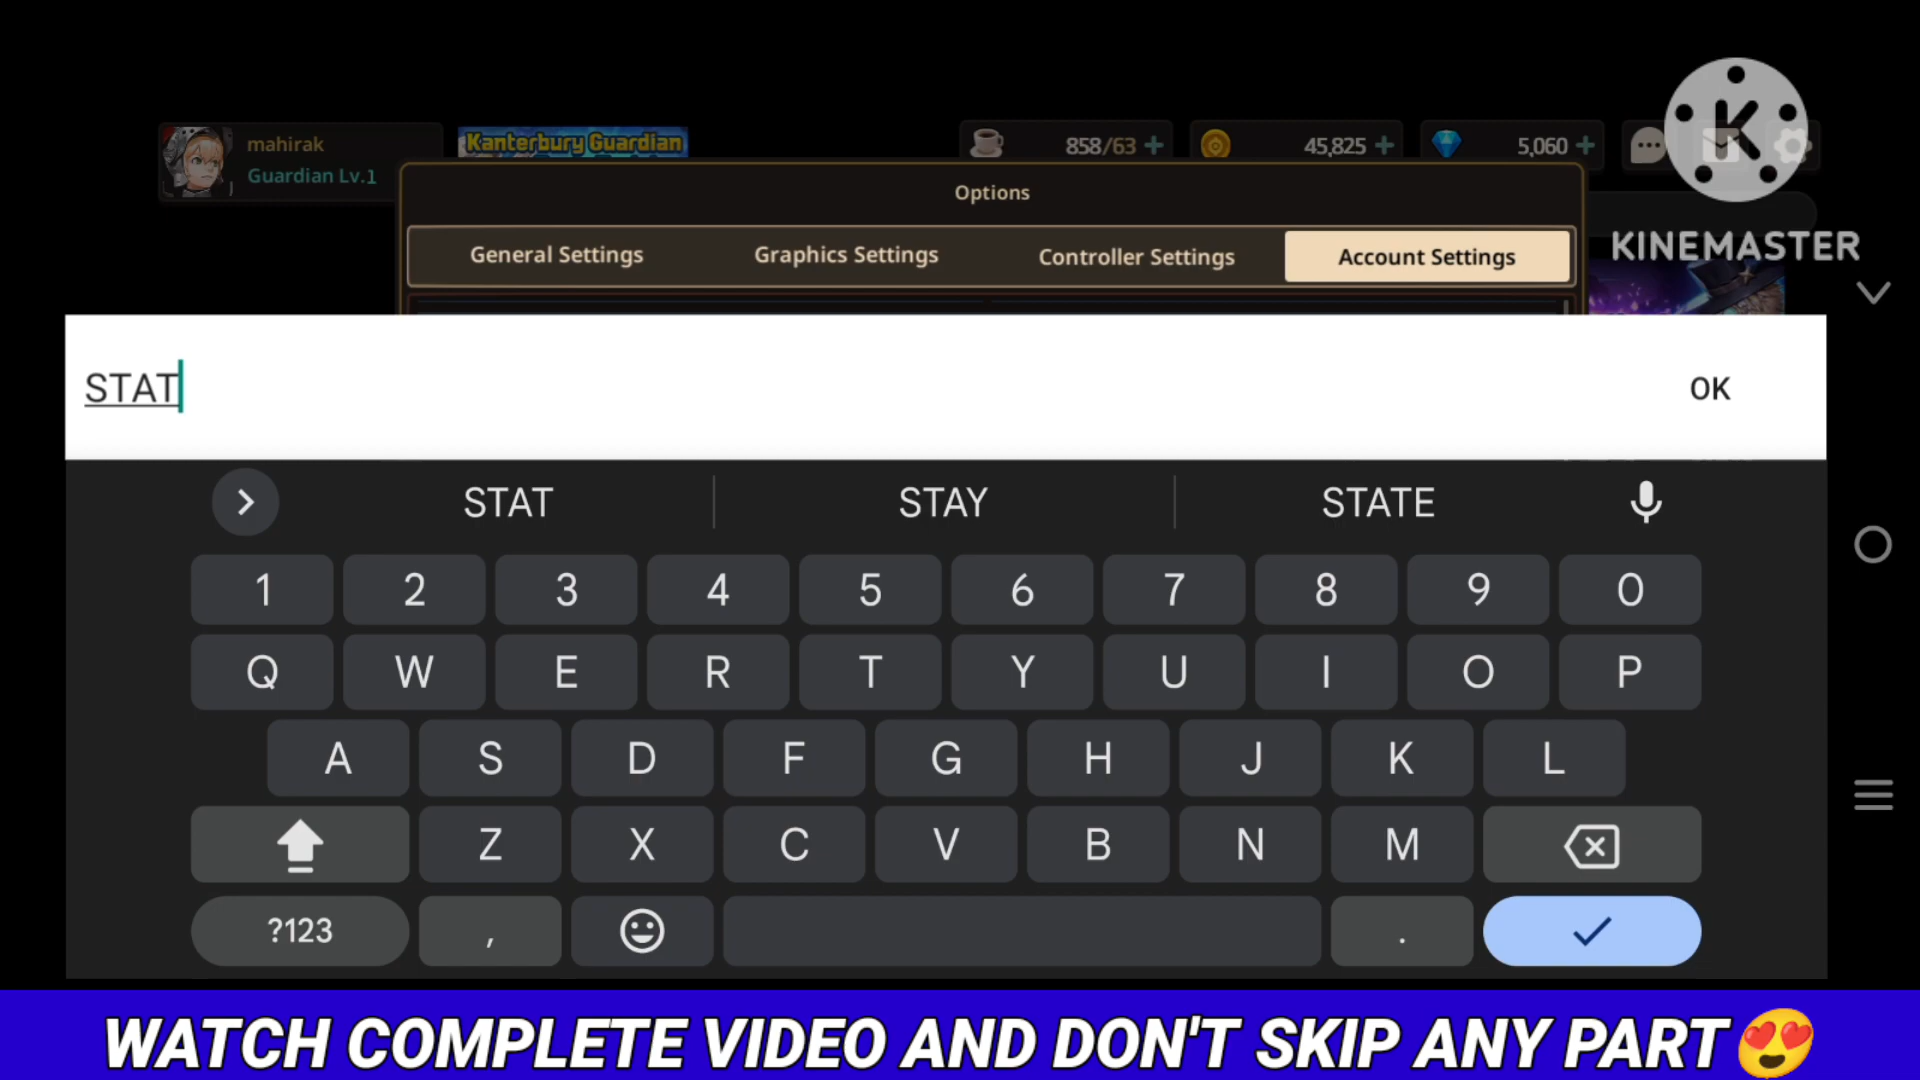 mahirak
Guardian Lv.1
Kanterbury Guardian
858/63
45,825
5,060
K
KINEMASTER
Options
General Settings
Graphics Settings
Controller Settings
Account Settings
STAT
OK
STAT
STAY
STATE
1 2 3 4 5 6 7 8 9 0
Q W E R T Y U I O P
A S D F G H J K L
Z X C V B N M
?123 , .
WATCH COMPLETE VIDEO AND DON'T SKIP ANY PART😍